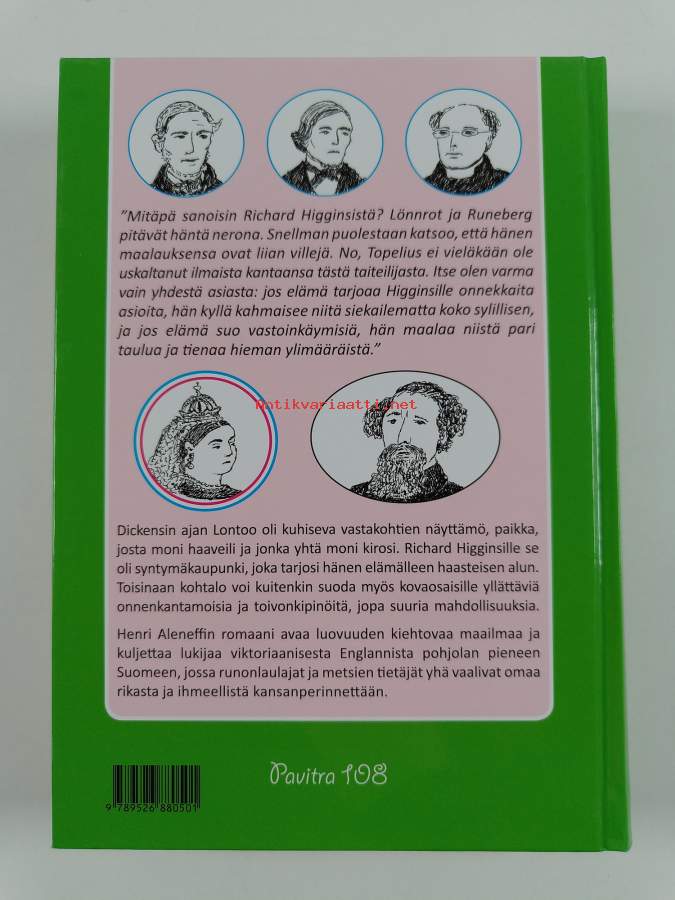 ”Mitäpä sanoisin Richard Higginsistä? Lönnrot ja Runeberg
pitävät häntä nerona. Snellman puolestaan katsoo, että hänen
maalauksensa ovat liian villejä. No, Topelius ei vieläkään ole
uskaltanut ilmaista kantaansa tästä taiteilijasta. Itse olen varma
vain yhdestä asiasta: jos elämä tarjoaa Higginsille onnekkaita
asioita, hän kyllä kahmaisee niitä siekailematta koko sylillisen,
ja jos elämä suo vastoinkäymisiä, hän maalaa niistä pari
taulua ja tienaa hieman ylimääräistä.”
Antikvariaatti.net
Dickensin ajan Lontoo oli kuhiseva vastakohtien näyttämö, paikka,
josta moni haaveili ja jonka yhtä moni kirosi. Richard Higginsille se
oli syntymäkaupunki, joka tarjosi hänen elämälleen haasteisen alun.
Toisinaan kohtalo voi kuitenkin suoda myös kovaosaisille yllättäviä
onnenkantamoisia ja toivonkipinöitä, jopa suuria mahdollisuuksia.
Henri Aleneffin romaani avaa luovuuden kiehtovaa maailmaa ja
kuljettaa lukijaa viktoriaanisesta Englannista pohjolan pieneen
Suomeen, jossa runonlaulajat ja metsien tietäjät yhä vaalivat omaa
rikasta ja ihmeellistä kansanperinnettään.
Pavitra 108
9 789526 880501